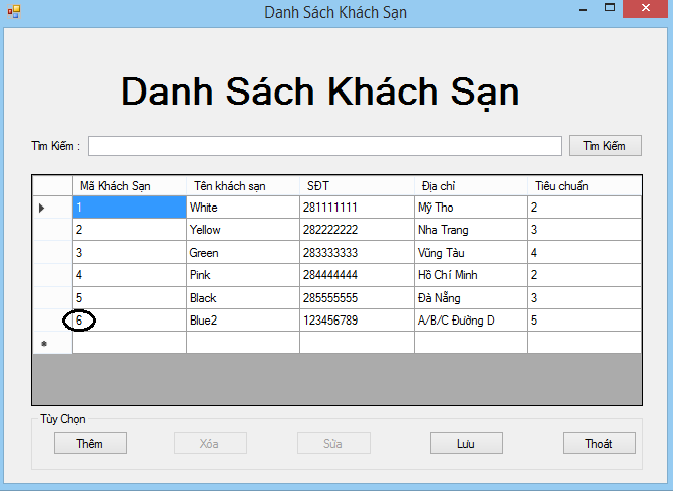 Danh Sách Khách Sạn
Danh Sách Khách Sạn
Tìm Kiếm : Tìm Kiếm
Mã Khách Sạn Tên khách sạn SĐT Địa chỉ Tiêu chuẩn
1 White 281111111 Mỹ Tho 2
2 Yellow 282222222 Nha Trang 3
3 Green 283333333 Vũng Tàu 4
4 Pink 284444444 Hồ Chí Minh 2
5 Black 285555555 Đà Nẵng 3
6 Blue2 123456789 A/B/C Đường D 5
Tùy Chọn
Thêm Xóa Sửa Lưu Thoát